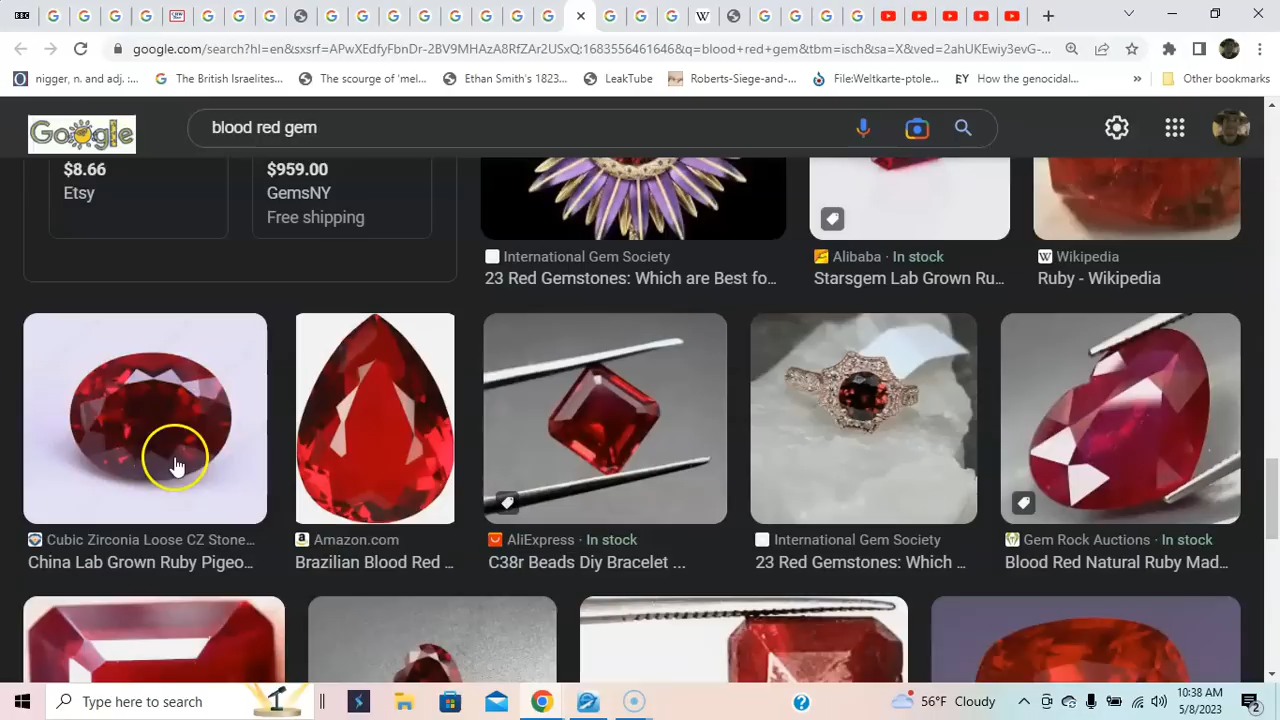 BBC
google.com/search?hl=en&sxsrf=APwXEdfyFbnDr-2BV9MHAzA8RfZAr2USxQ:1683556461646&q=blood+red+gem&tbm=isch&sa=X&ved=2ahUKEwiy3evG-...
nigger, n. and adj. :...
The British Israelites...
The scourge of 'mel...
Ethan Smith's 1823...
LeakTube
Roberts-Siege-and-...
File:Weltkarte-ptole...
EY How the genocidal...
» Other bookmarks
Google
blood red gem
$8.66
Etsy
$959.00
GemsNY
Free shipping
International Gem Society
23 Red Gemstones: Which are Best fo...
Alibaba · In stock
Starsgem Lab Grown Ru...
W Wikipedia
Ruby - Wikipedia
Cubic Zirconia Loose CZ Stone...
China Lab Grown Ruby Pigeo...
Amazon.com
Brazilian Blood Red ...
AliExpress · In stock
C38r Beads Diy Bracelet ...
International Gem Society
23 Red Gemstones: Which ...
Gem Rock Auctions · In stock
Blood Red Natural Ruby Mad...
Type here to search
56°F Cloudy
10:38 AM
5/8/2023
2